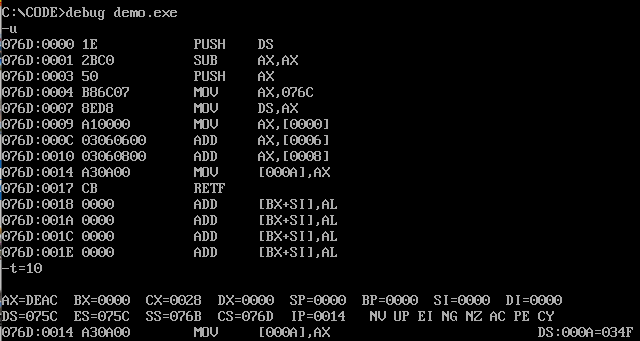 C:\CODE>debug demo.exe
-u
076D:0000 1E PUSH DS
076D:0001 2BC0 SUB AX,AX
076D:0003 50 PUSH AX
076D:0004 B86C07 MOV AX,076C
076D:0007 8ED8 MOV DS,AX
076D:0009 A10000 MOV AX,[0000]
076D:000C 03060600 ADD AX,[0006]
076D:0010 03060800 ADD AX,[0008]
076D:0014 A30A00 MOV [000A],AX
076D:0017 CB RETF
076D:0018 0000 ADD [BX+SI],AL
076D:001A 0000 ADD [BX+SI],AL
076D:001C 0000 ADD [BX+SI],AL
076D:001E 0000 ADD [BX+SI],AL
-t=10
AX=DEAC BX=0000 CX=0028 DX=0000 SP=0000 BP=0000 SI=0000 DI=0000
DS=075C ES=075C SS=076B CS=076D IP=0014 NV UP EI NG NZ AC PE CY
076D:0014 A30A00 MOV [000A],AX DS:000A=034F